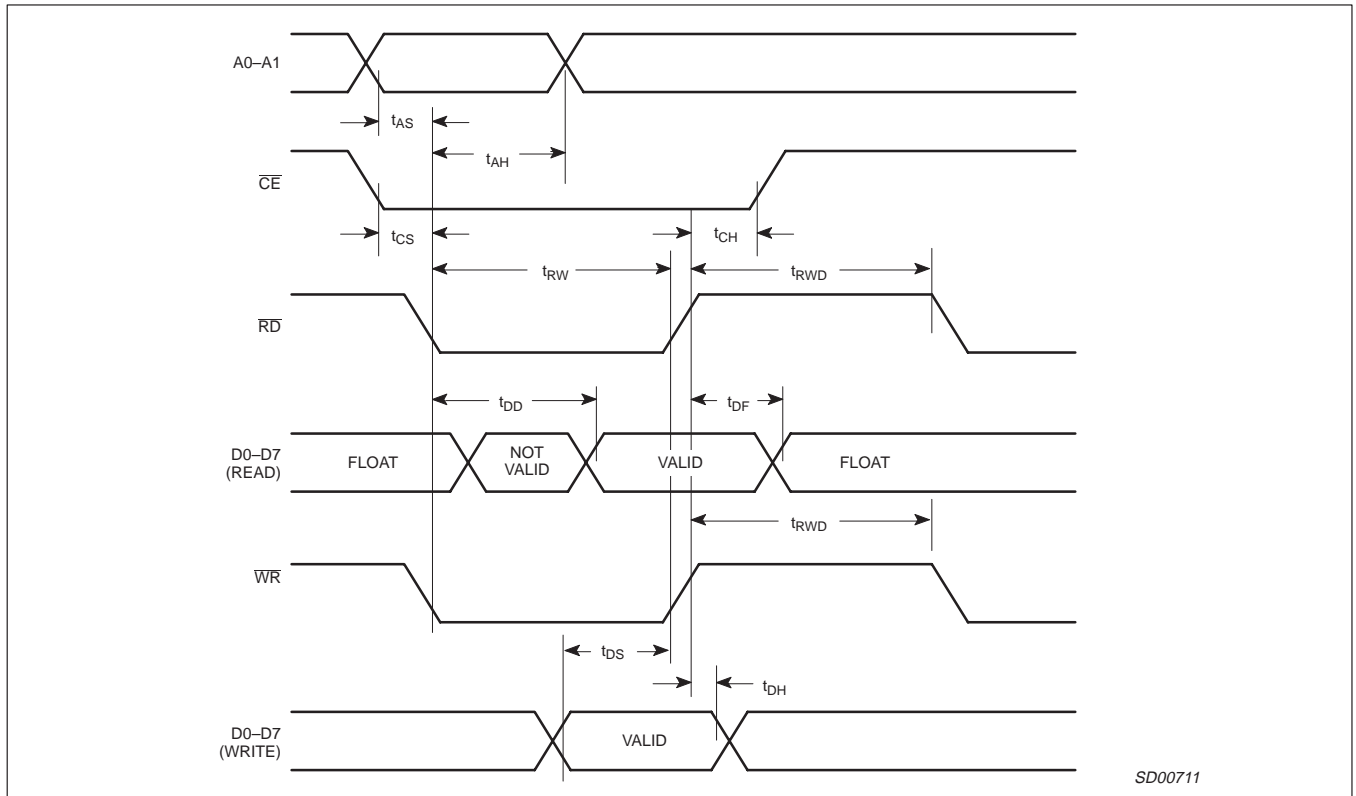 A0–A1
tAS
tAH
CE
tCS
tCH
tRW
tRWD
RD
tDD
tDF
D0–D7
(READ)
FLOAT
NOT
VALID
VALID
FLOAT
tRWD
WR
tDS
tDH
D0–D7
(WRITE)
VALID
SD00711